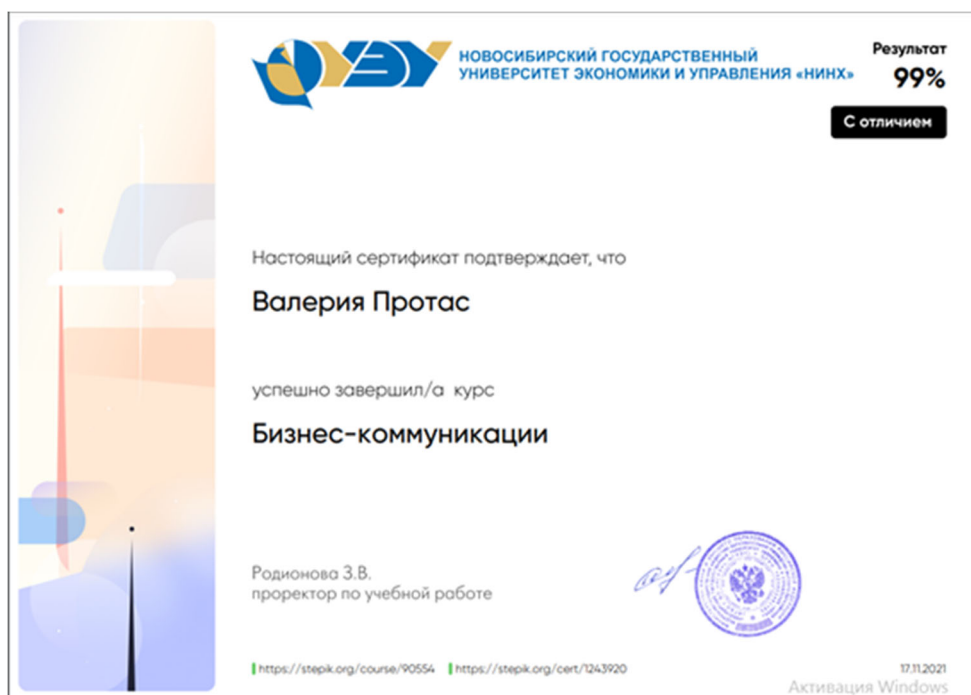 НОВОСИБИРСКИЙ ГОСУДАРСТВЕННЫЙ
УНИВЕРСИТЕТ ЭКОНОМИКИ И УПРАВЛЕНИЯ «НИНХ»
Результат
99%
С отличием
Настоящий сертификат подтверждает, что
Валерия Протас
успешно завершил/а курс
Бизнес-коммуникации
Родионова З.В.
проректор по учебной работе
https://stepik.org/course/90554 https://stepik.org/cert/1243920
17.11.2021
Активация Windows